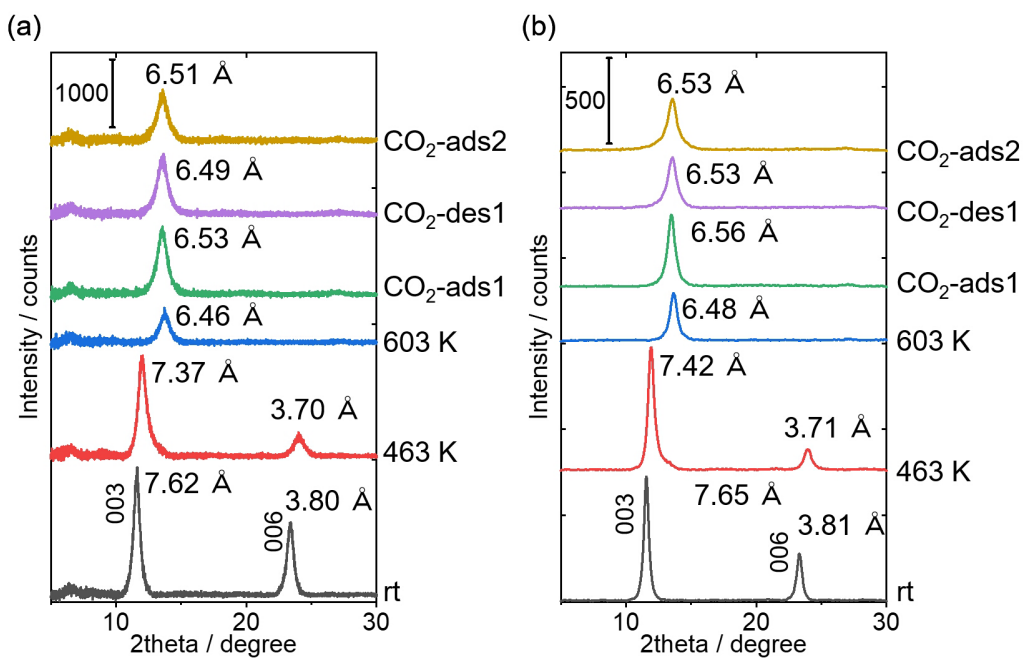 (a)
1000
6.51 Å
CO2-ads2
6.49 Å
CO2-des1
6.53 Å
CO2-ads1
6.46 Å
603 K
7.37 Å
3.70 Å
463 K
7.62 Å
003
3.80 Å
006
rt
Intensity / counts
10
20
30
2theta / degree
(b)
500
6.53 Å
CO2-ads2
6.53 Å
CO2-des1
6.56 Å
CO2-ads1
6.48 Å
603 K
7.42 Å
3.71 Å
463 K
7.65 Å
003
3.81 Å
006
rt
Intensity / counts
10
20
30
2theta / degree